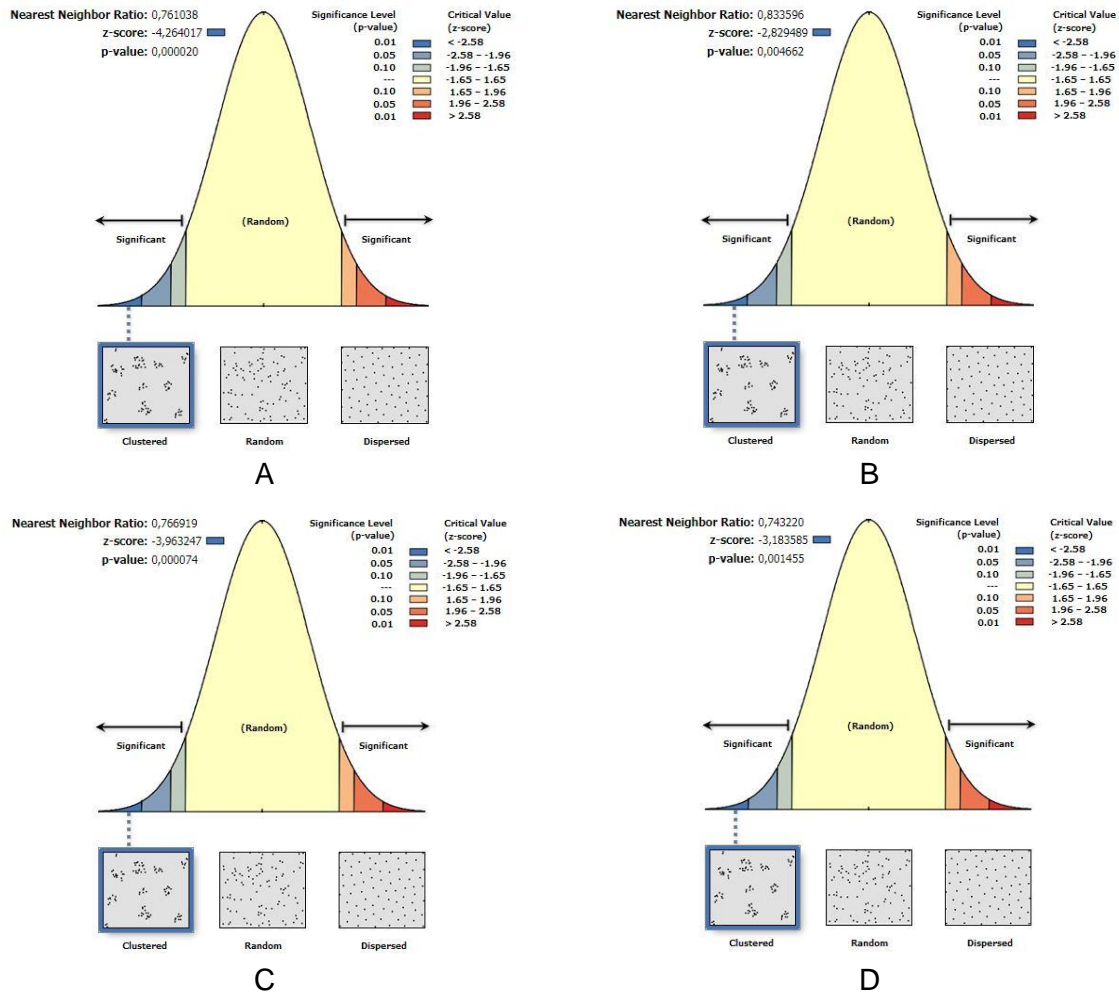 Nearest Neighbor Ratio: 0,761038
z-score: -4,264017
p-value: 0,000020
Significance Level
(p-value)
Critical Value
(z-score)
0.01 < -2.58
0.05 -2.58 – -1.96
0.10 -1.96 – -1.65
--- -1.65 – 1.65
0.10 1.65 – 1.96
0.05 1.96 – 2.58
0.01 > 2.58
(Random)
Significant
Significant
Clustered
Random
Dispersed
A
Nearest Neighbor Ratio: 0,833596
z-score: -2,829489
p-value: 0,004662
Significance Level
(p-value)
Critical Value
(z-score)
0.01 < -2.58
0.05 -2.58 – -1.96
0.10 -1.96 – -1.65
--- -1.65 – 1.65
0.10 1.65 – 1.96
0.05 1.96 – 2.58
0.01 > 2.58
(Random)
Significant
Significant
Clustered
Random
Dispersed
B
Nearest Neighbor Ratio: 0,766919
z-score: -3,963247
p-value: 0,000074
Significance Level
(p-value)
Critical Value
(z-score)
0.01 < -2.58
0.05 -2.58 – -1.96
0.10 -1.96 – -1.65
--- -1.65 – 1.65
0.10 1.65 – 1.96
0.05 1.96 – 2.58
0.01 > 2.58
(Random)
Significant
Significant
Clustered
Random
Dispersed
C
Nearest Neighbor Ratio: 0,743220
z-score: -3,183585
p-value: 0,001455
Significance Level
(p-value)
Critical Value
(z-score)
0.01 < -2.58
0.05 -2.58 – -1.96
0.10 -1.96 – -1.65
--- -1.65 – 1.65
0.10 1.65 – 1.96
0.05 1.96 – 2.58
0.01 > 2.58
(Random)
Significant
Significant
Clustered
Random
Dispersed
D